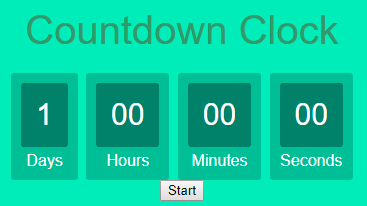 Countdown Clock
1 00 00 00
Days Hours Minutes Seconds
Start